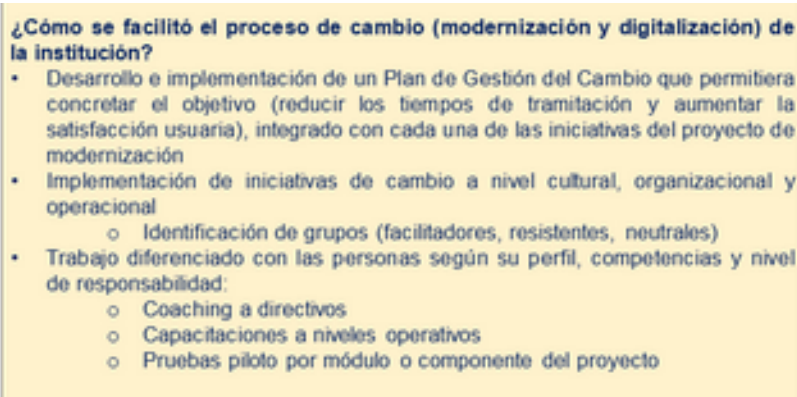 ¿Cómo se facilitó el proceso de cambio (modernización y digitalización) de
la institución?
• Desarrollo e implementación de un Plan de Gestión del Cambio que permitiera
concretar el objetivo (reducir los tiempos de tramitación y aumentar la
satisfacción usuaria), integrado con cada una de las iniciativas del proyecto de
modernización
• Implementación de iniciativas de cambio a nivel cultural, organizacional y
operacional
o Identificación de grupos (facilitadores, resistentes, neutrales)
• Trabajo diferenciado con las personas según su perfil, competencias y nivel
de responsabilidad:
o Coaching a directivos
o Capacitaciones a niveles operativos
o Pruebas piloto por módulo o componente del proyecto